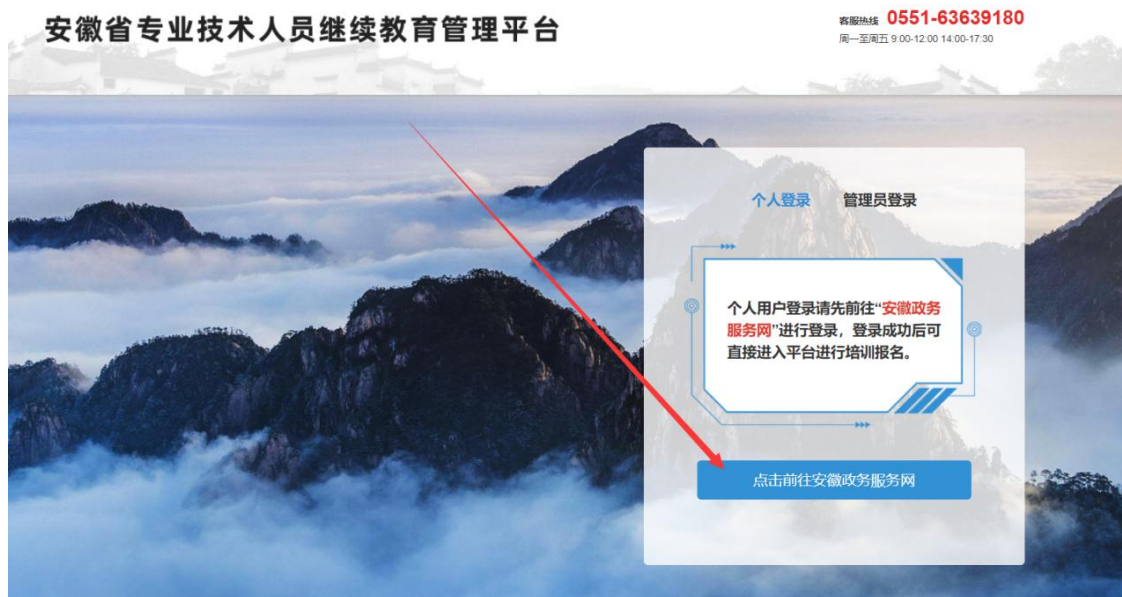 安徽省专业技术人员继续教育管理平台
客服热线 0551-63639180
周一至周五 9:00-12:00 14:00-17:30
个人登录 管理员登录
个人用户登录请先前往“安徽政务
服务网”进行登录，登录成功后可
直接进入平台进行培训报名。
点击前往安徽政务服务网